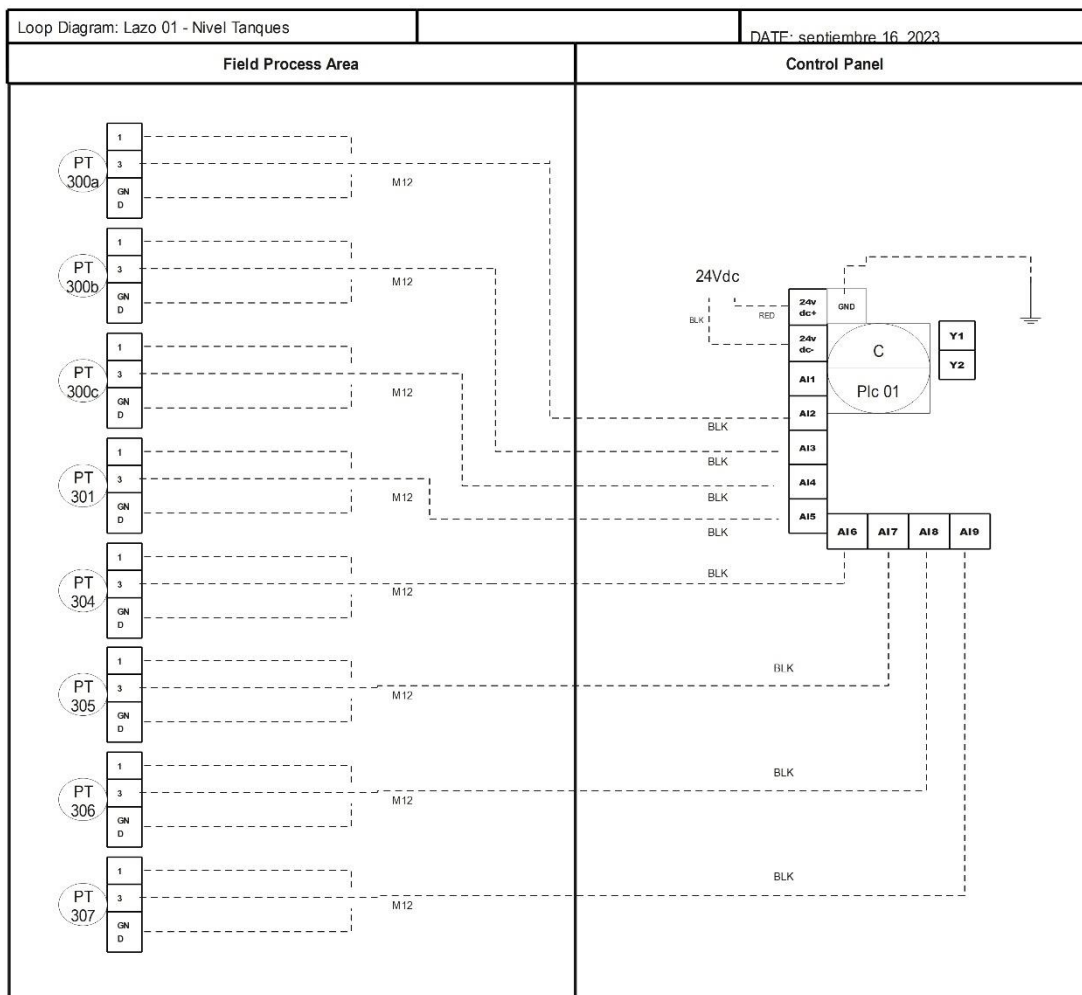 Loop Diagram: Lazo 01 - Nivel Tanques
DATE: septiembre 16, 2023
Field Process Area
Control Panel
PT
300a
1
3
GN
D
M12
PT
300b
1
3
GN
D
M12
PT
300c
1
3
GN
D
M12
PT
301
1
3
GN
D
M12
PT
304
1
3
GN
D
M12
PT
305
1
3
GN
D
M12
PT
306
1
3
GN
D
M12
PT
307
1
3
GN
D
M12
24Vdc
BLK
RED
24v
dc+
GND
24v
dc-
C
Plc 01
Y1
Y2
AI1
AI2
BLK
AI3
BLK
AI4
BLK
AI5
BLK
AI6
AI7
AI8
AI9
BLK
BLK
BLK
BLK